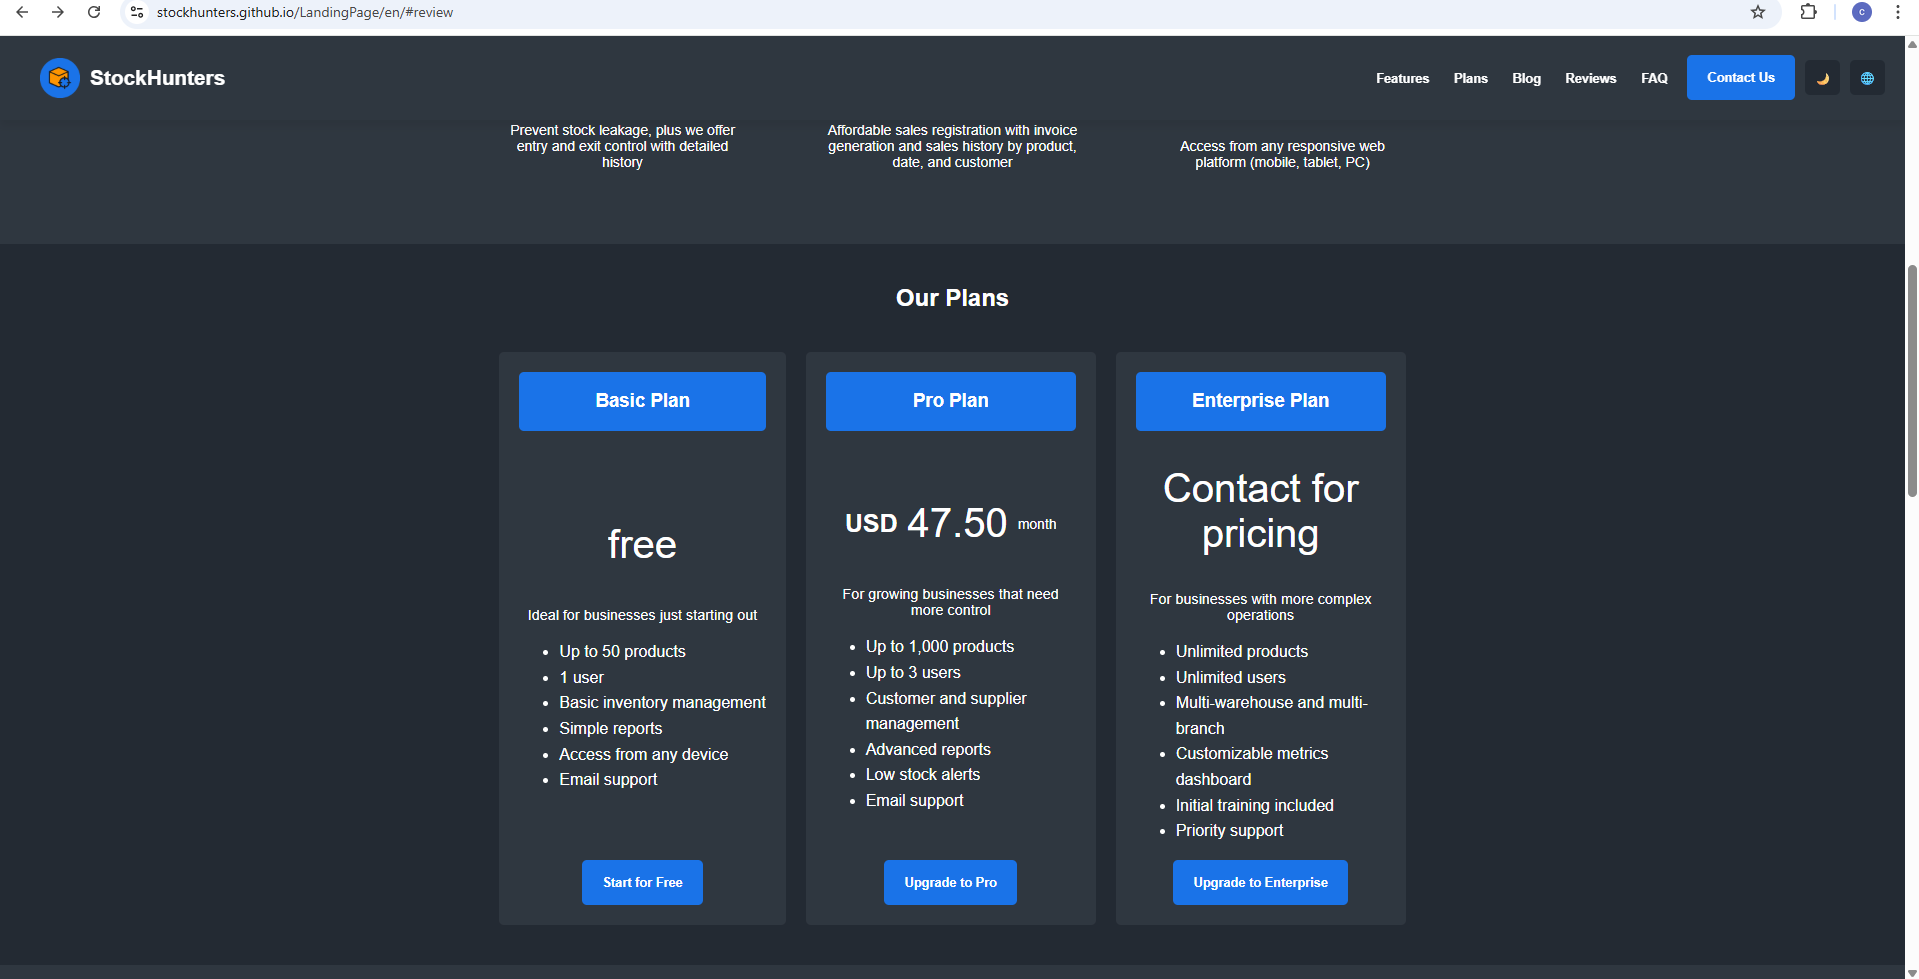 stockhunters.github.io/LandingPage/en/#review
C
StockHunters
Features
Plans
Blog
Reviews
FAQ
Contact Us
Prevent stock leakage, plus we offer
entry and exit control with detailed
history
Affordable sales registration with invoice
generation and sales history by product,
date, and customer
Access from any responsive web
platform (mobile, tablet, PC)
Our Plans
Basic Plan
free
Ideal for businesses just starting out
• Up to 50 products
• 1 user
• Basic inventory management
• Simple reports
• Access from any device
• Email support
Start for Free
Pro Plan
USD 47.50 month
For growing businesses that need
more control
• Up to 1,000 products
• Up to 3 users
• Customer and supplier
management
• Advanced reports
• Low stock alerts
• Email support
Upgrade to Pro
Enterprise Plan
Contact for
pricing
For businesses with more complex
operations
• Unlimited products
• Unlimited users
• Multi-warehouse and multi-
branch
• Customizable metrics
dashboard
• Initial training included
• Priority support
Upgrade to Enterprise